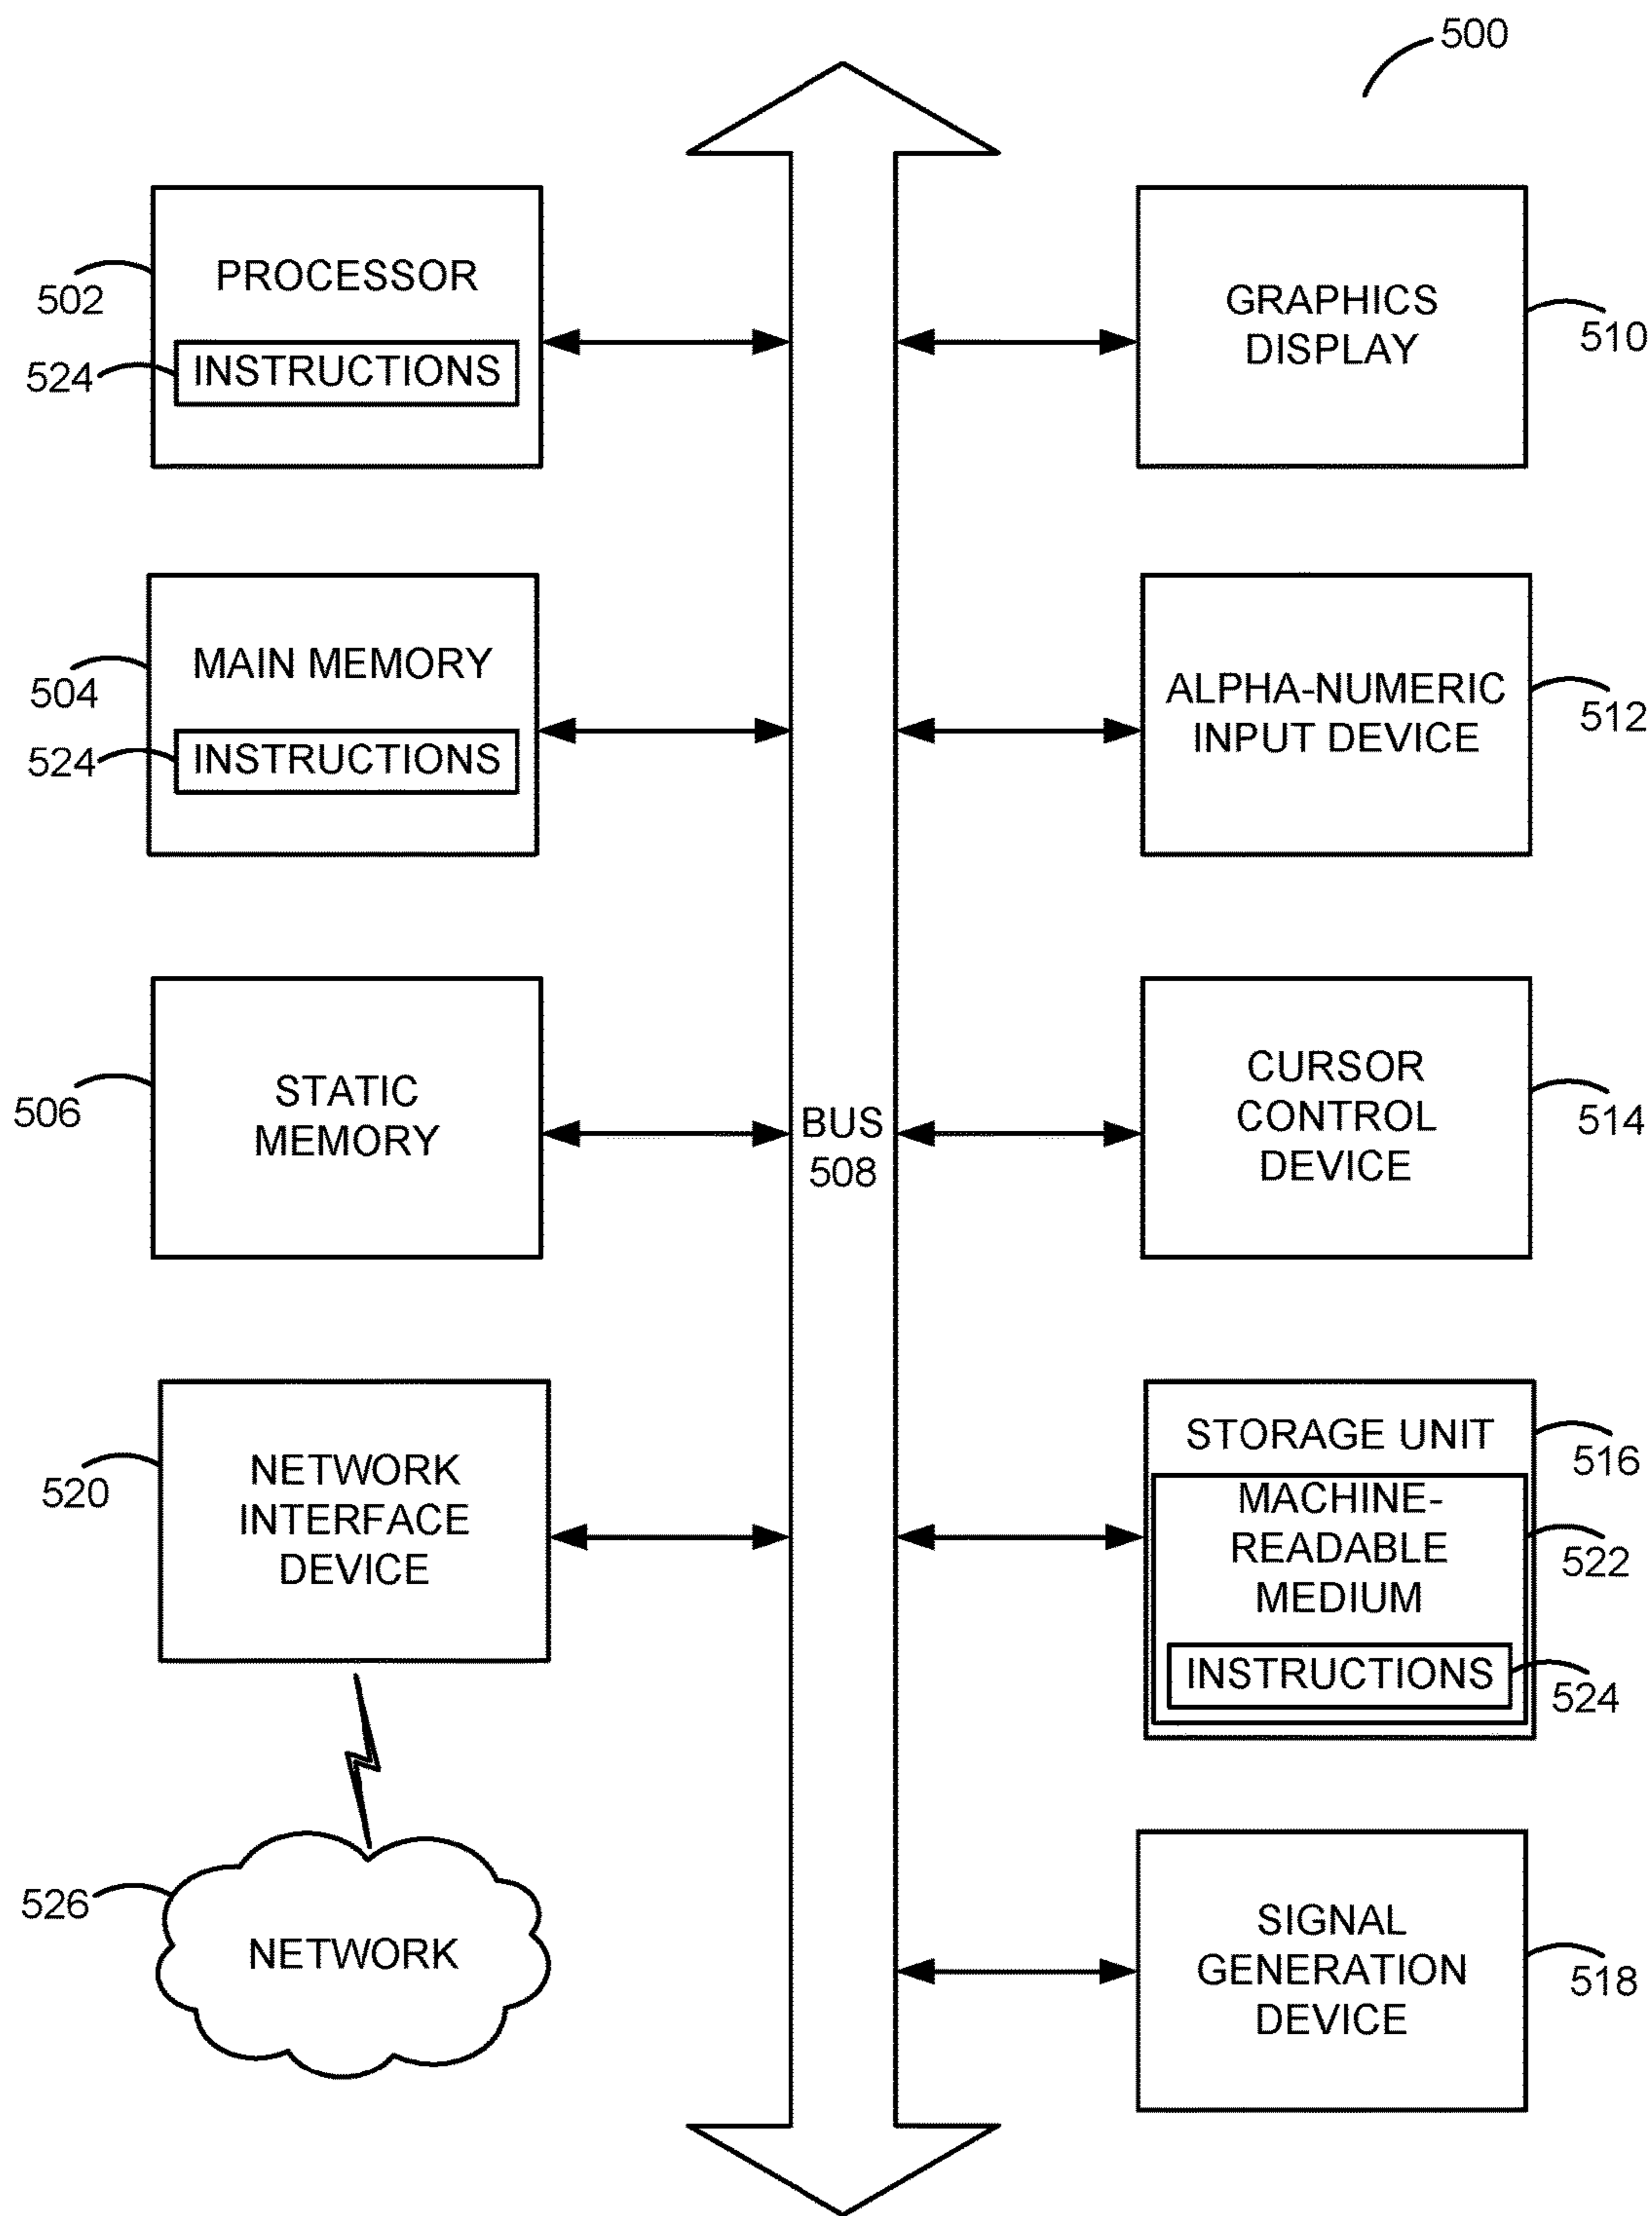 500
PROCESSOR
502
524
INSTRUCTIONS
GRAPHICS
DISPLAY
510
MAIN MEMORY
504
524
INSTRUCTIONS
ALPHA-NUMERIC
INPUT DEVICE
512
STATIC
MEMORY
506
BUS
508
CURSOR
CONTROL
DEVICE
514
NETWORK
INTERFACE
DEVICE
520
STORAGE UNIT
516
MACHINE-
READABLE
MEDIUM
522
INSTRUCTIONS
524
526
NETWORK
SIGNAL
GENERATION
DEVICE
518